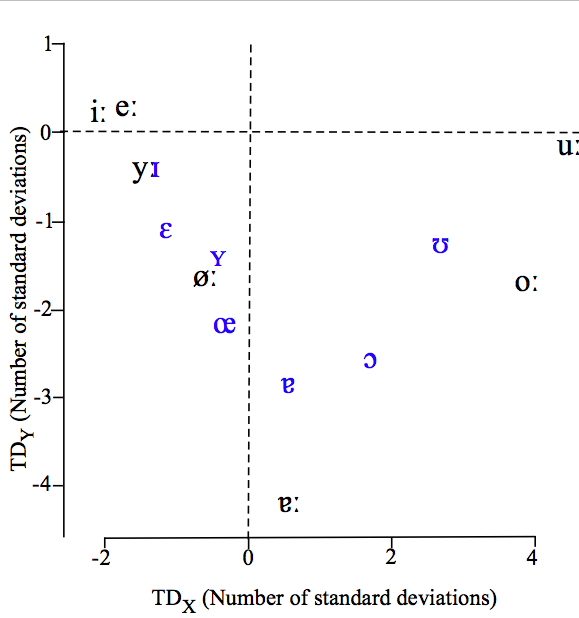 1
iː eː
0
uː
yɪ
-1
ɛ
ʊ
ʏ
øː
oː
-2
œ
ɔ
ɐ
-3
-4
ɐː
-2 0 2 4
TDX (Number of standard deviations)
TDY (Number of standard deviations)